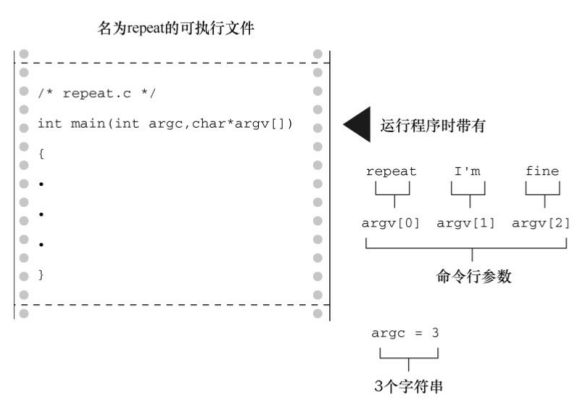 名为repeat的可执行文件
/* repeat.c */
int main(int argc,char*argv[])
{
•
•
•
}
运行程序时带有
repeat I'm fine
argv[0] argv[1] argv[2]
命令行参数
argc = 3
3个字符串